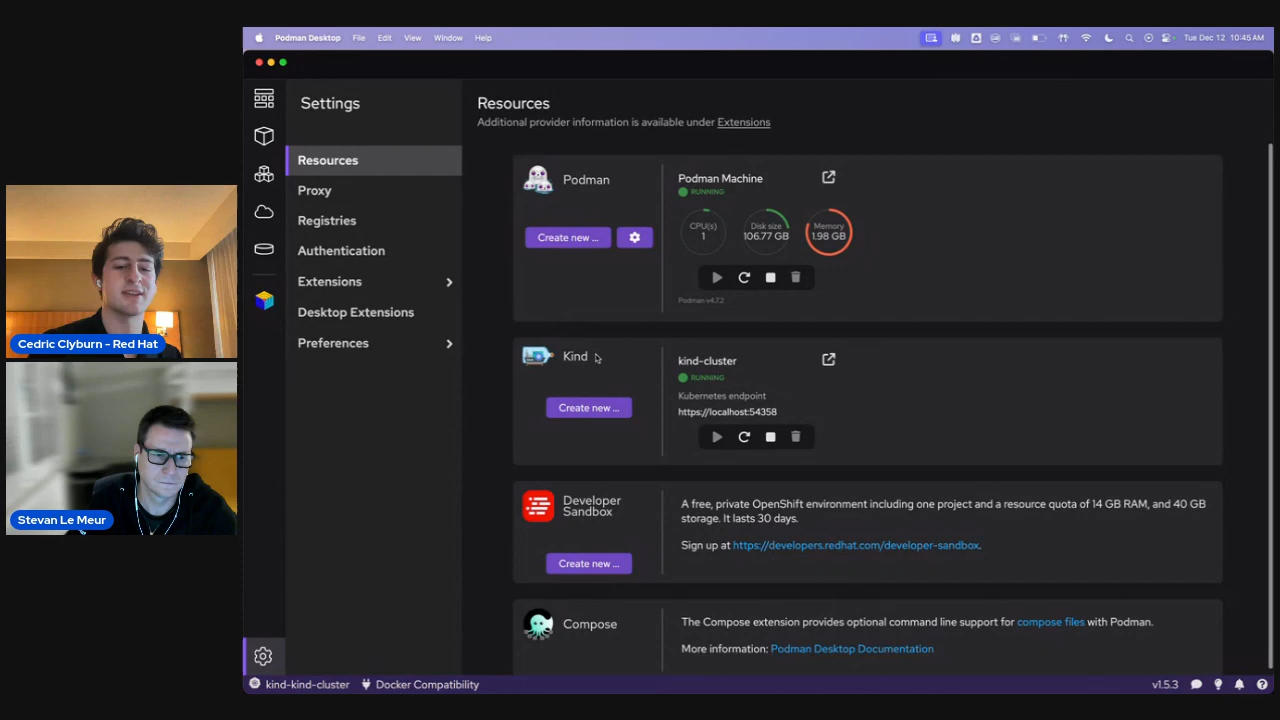 Podman Desktop File Edit View Window Help
Tue Dec 12 10:45 AM
Settings
Resources
Proxy
Registries
Authentication
Extensions
Desktop Extensions
Preferences
Resources
Additional provider information is available under Extensions
Podman
Create new ...
Podman Machine
RUNNING
CPU(s)
1
Disk size
106.77 GB
Memory
1.98 GB
Podman v4.7.2
Kind
Create new ...
kind-cluster
RUNNING
Kubernetes endpoint
https://localhost:54358
Developer
Sandbox
Create new ...
A free, private OpenShift environment including one project and a resource quota of 14 GB RAM, and 40 GB
storage. It lasts 30 days.
Sign up at https://developers.redhat.com/developer-sandbox.
Compose
The Compose extension provides optional command line support for compose files with Podman.
More information: Podman Desktop Documentation
kind-kind-cluster Docker Compatibility
v1.5.3
Cedric Clyburn - Red Hat
Stevan Le Meur